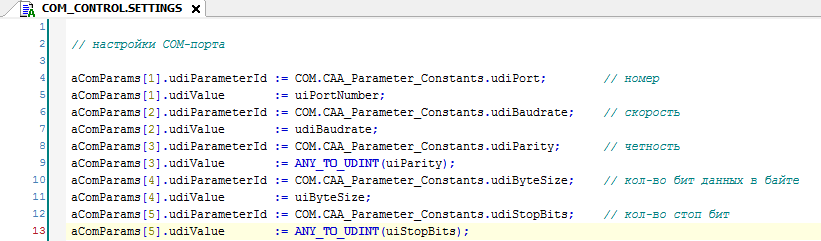 COM_CONTROL.SETTINGS
1
2 // настройки COM-порта
3
4 aComParams[1].udiParameterId := COM.CAA_Parameter_Constants.udiPort; // номер
5 aComParams[1].udiValue := uiPortNumber;
6 aComParams[2].udiParameterId := COM.CAA_Parameter_Constants.udiBaudrate; // скорость
7 aComParams[2].udiValue := udiBaudrate;
8 aComParams[3].udiParameterId := COM.CAA_Parameter_Constants.udiParity; // четность
9 aComParams[3].udiValue := ANY_TO_UDINT(uiParity);
10 aComParams[4].udiParameterId := COM.CAA_Parameter_Constants.udiByteSize; // кол-во бит данных в байте
11 aComParams[4].udiValue := uiByteSize;
12 aComParams[5].udiParameterId := COM.CAA_Parameter_Constants.udiStopBits; // кол-во стоп бит
13 aComParams[5].udiValue := ANY_TO_UDINT(uiStopBits);